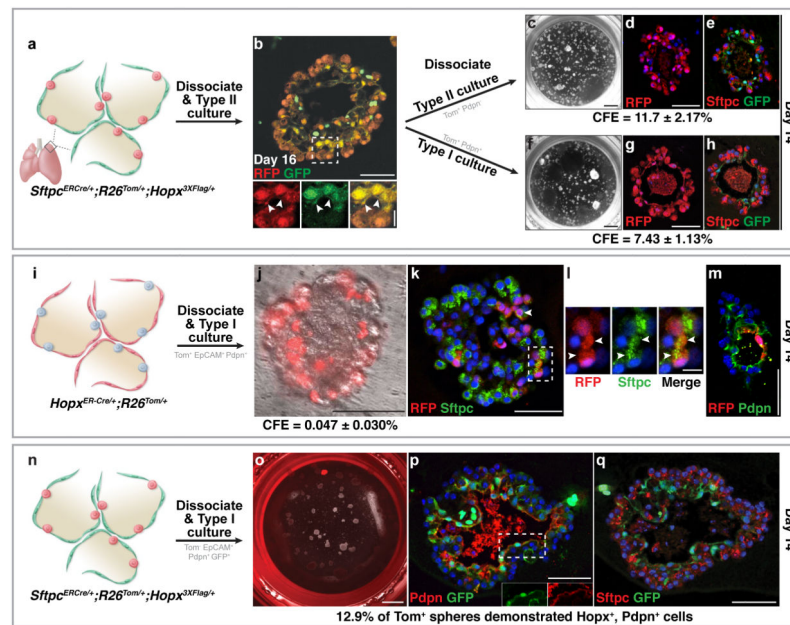 a
Dissociate
& Type II
culture
Sftpc^ERCre/+;R26^Tom/+;Hopx^3XFlag/+
b
Day 16
RFP GFP
Dissociate
Type II culture
Tom⁺ Pdpn⁻
Tom⁺ Pdpn⁺
Type I culture
c
d
RFP
e
Sftpc GFP
CFE = 11.7 ± 2.17%
f
g
RFP
h
Sftpc GFP
CFE = 7.43 ± 1.13%
Day 14
i
Dissociate
& Type I
culture
Tom⁺ EpCAM⁺ Pdpn⁺
Hopx^ER-Cre/+;R26^Tom/+
j
CFE = 0.047 ± 0.030%
k
RFP Sftpc
l
RFP
Sftpc
Merge
m
RFP Pdpn
Day 14
n
Dissociate
& Type I
culture
Tom⁻ EpCAM⁺
Pdpn⁺ GFP⁺
Sftpc^ERCre/+;R26^Tom/+;Hopx^3XFlag/+
o
p
Pdpn GFP
q
Sftpc GFP
Day 14
12.9% of Tom⁺ spheres demonstrated Hopx⁺, Pdpn⁺ cells